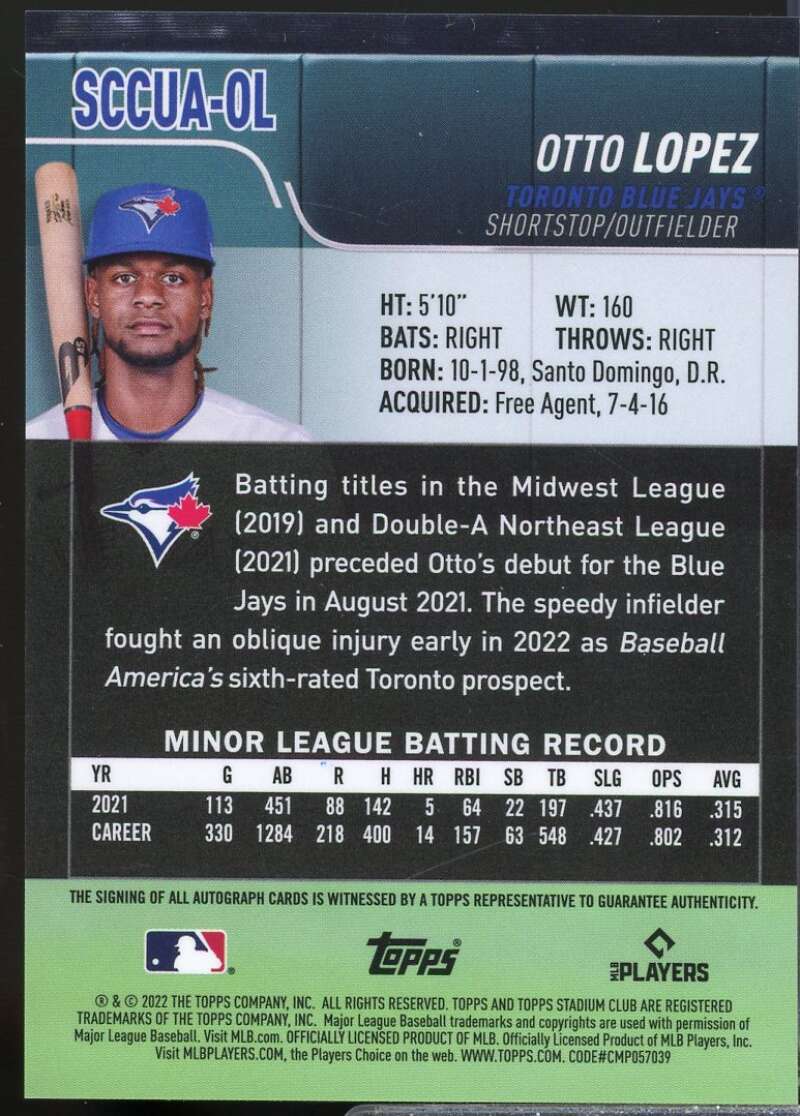 SCCUA-OL
OTTO LOPEZ
TORONTO BLUE JAYS ®
SHORTSTOP/OUTFIELDER
HT: 5'10" WT: 160
BATS: RIGHT THROWS: RIGHT
BORN: 10-1-98, Santo Domingo, D.R.
ACQUIRED: Free Agent, 7-4-16
Batting titles in the Midwest League
(2019) and Double-A Northeast League
(2021) preceded Otto's debut for the Blue
Jays in August 2021. The speedy infielder
fought an oblique injury early in 2022 as Baseball
America's sixth-rated Toronto prospect.
MINOR LEAGUE BATTING RECORD
YR G AB R H HR RBI SB TB SLG OPS AVG
2021 113 451 88 142 5 64 22 197 .437 .816 .315
CAREER 330 1284 218 400 14 157 63 548 .427 .802 .312
THE SIGNING OF ALL AUTOGRAPH CARDS IS WITNESSED BY A TOPPS REPRESENTATIVE TO GUARANTEE AUTHENTICITY.
topps®
MLB PLAYERS
® & © 2022 THE TOPPS COMPANY, INC. ALL RIGHTS RESERVED. TOPPS AND TOPPS STADIUM CLUB ARE REGISTERED
TRADEMARKS OF THE TOPPS COMPANY, INC. Major League Baseball trademarks and copyrights are used with permission of
Major League Baseball. Visit MLB.com. OFFICIALLY LICENSED PRODUCT OF MLB. Officially Licensed Product of MLB Players, Inc.
Visit MLBPLAYERS.COM, the Players Choice on the web. WWW.TOPPS.COM. CODE#CMP057039